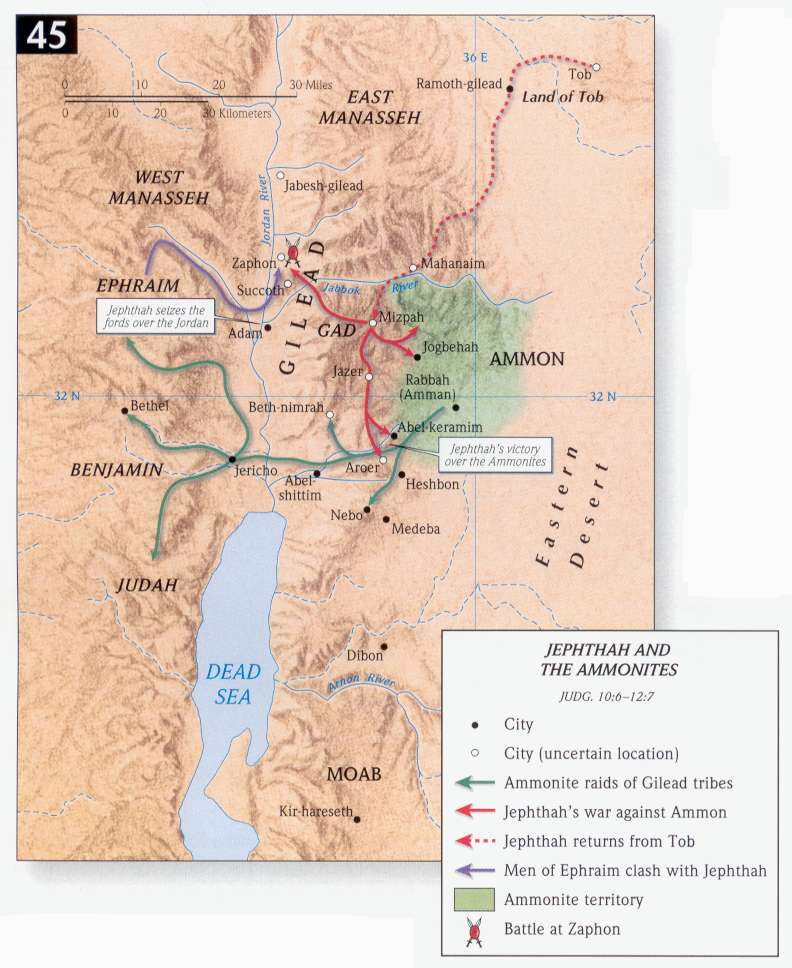 45
36 E
Tob
Ramoth-gilead
Land of Tob
0 10 20 30 Miles
0 10 20 30 Kilometers
EAST
MANASSEH
WEST
MANASSEH
Jabesh-gilead
Jordan River
Zaphon
Mahanaim
EPHRAIM
Succoth
Jabbok River
Jephthah seizes the
fords over the Jordan
Adam
GILEAD
GAD
Mizpah
Jogbehah
AMMON
Jazer
Rabbah
(Amman)
32 N
32 N
Bethel
Beth-nimrah
Abel-keramim
Jephthah's victory
over the Ammonites
BENJAMIN
Jericho
Abel-
shittim
Aroer
Heshbon
Eastern
Desert
Nebo
Medeba
JUDAH
DEAD
SEA
Dibon
Arnon River
MOAB
Kir-hareseth
JEPHTHAH AND
THE AMMONITES
JUDG. 10:6–12:7
City
City (uncertain location)
Ammonite raids of Gilead tribes
Jephthah's war against Ammon
Jephthah returns from Tob
Men of Ephraim clash with Jephthah
Ammonite territory
Battle at Zaphon